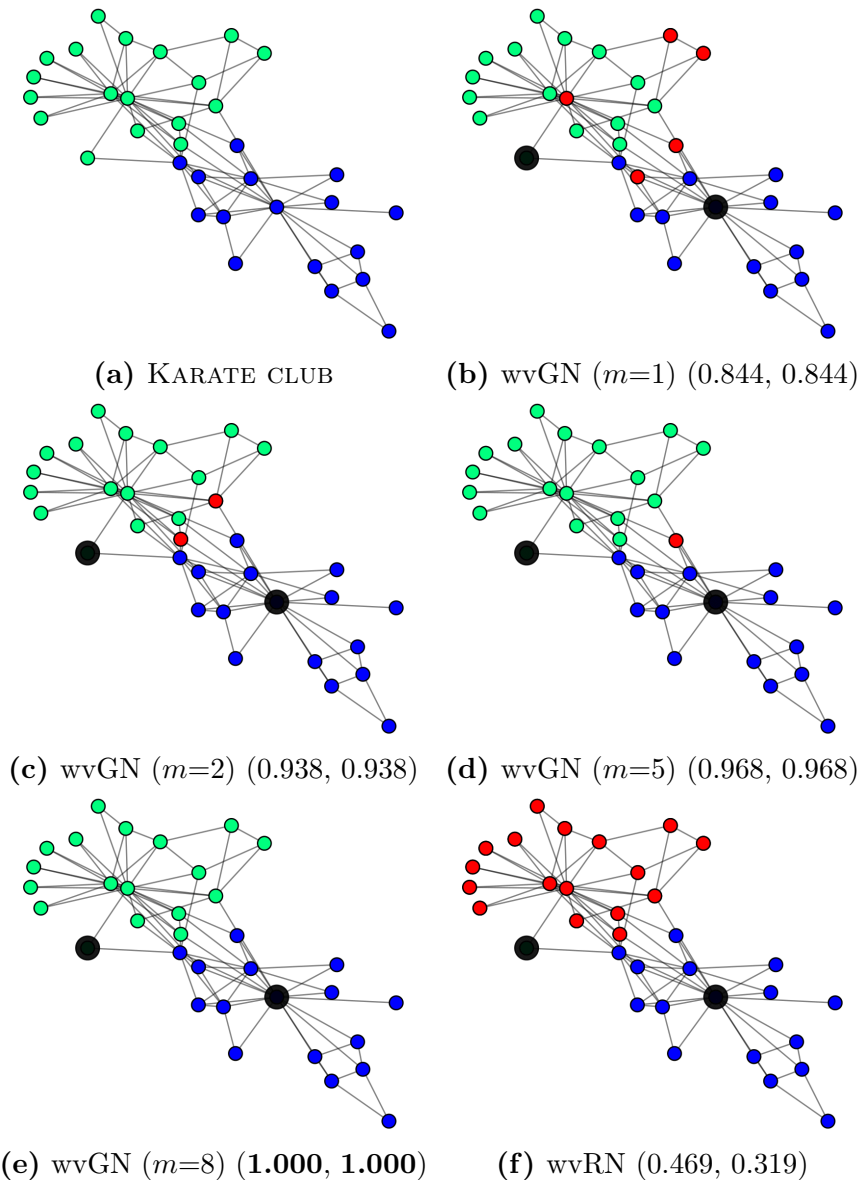 (a) KARATE CLUB
(b) wvGN (m=1) (0.844, 0.844)
(c) wvGN (m=2) (0.938, 0.938)
(d) wvGN (m=5) (0.968, 0.968)
(e) wvGN (m=8) (1.000, 1.000)
(f) wvRN (0.469, 0.319)